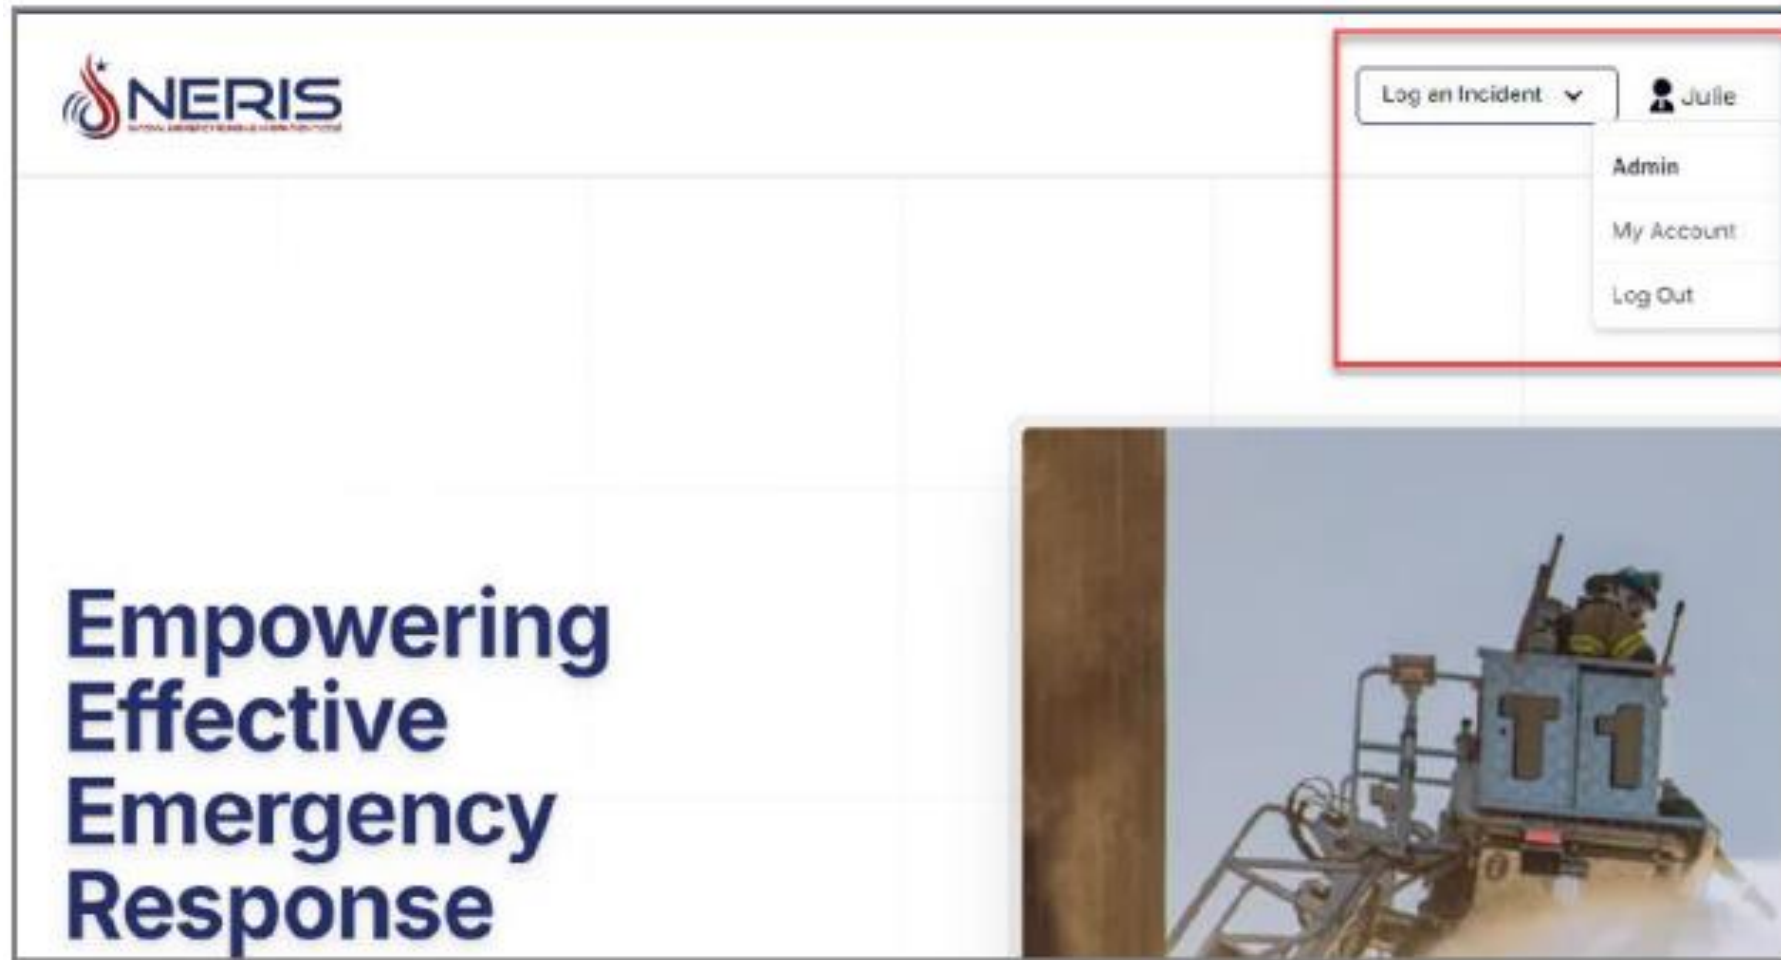 NERIS
Log an Incident
Julie
Admin
My Account
Log Out
Empowering
Effective
Emergency
Response
T1